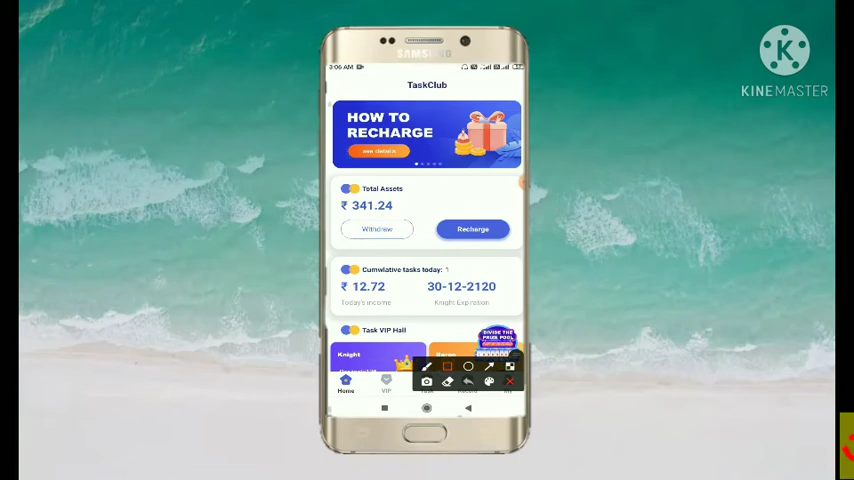 KINEMASTER
SAMSUNG
3:06 AM
TaskClub
HOW TO
RECHARGE
see details
Total Assets
₹ 341.24
Withdraw
Recharge
Cumwlative tasks today: 1
₹ 12.72
30-12-2120
Today's income
Knight Expiration
Task VIP Hall
DIVIDE THE
PRIZE POOL
Knight
Home
VIP